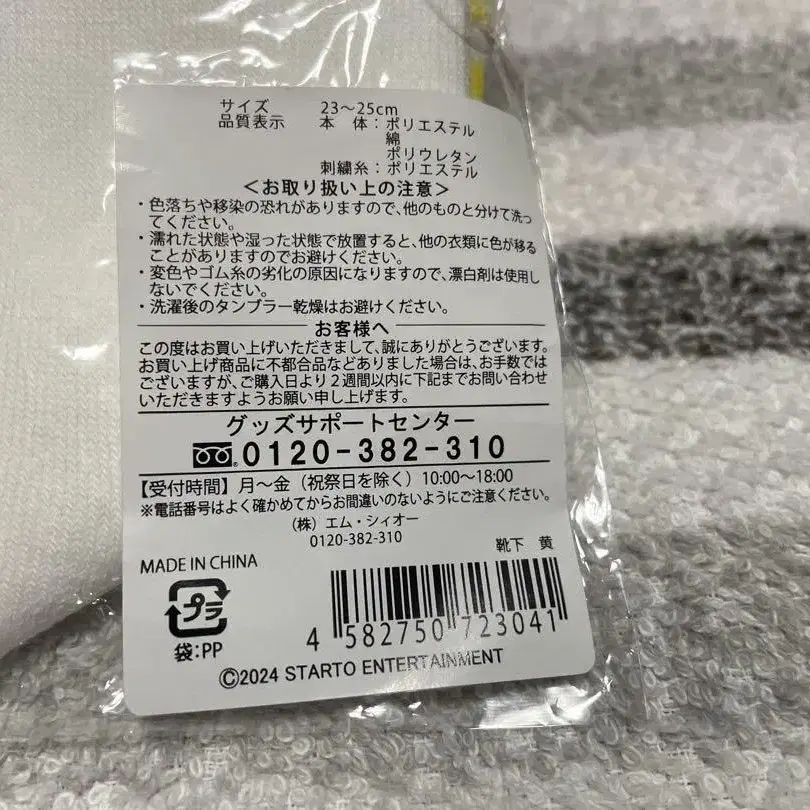 サイズ 23～25cm
品質表示 本 体：ポリエステル
綿
ポリウレタン
刺繍糸：ポリエステル
＜お取り扱い上の注意＞
・色落ちや移染の恐れがありますので、他のものと分けて洗っ
てください。
・濡れた状態や湿った状態で放置すると、他の衣類に色が移る
ことがありますのでお避けください。
・変色やゴム糸の劣化の原因になりますので、漂白剤は使用し
ないでください。
・洗濯後のタンブラー乾燥はお避けください。
お客様へ
この度はお買い上げいただきまして、誠にありがとうございます。
お買い上げ商品に不都合品などありました場合は、お手数では
ございますが、ご購入日より2週間以内に下記までお問い合わせ
いただきますようお願い申し上げます。
グッズサポートセンター
0120-382-310
【受付時間】月～金（祝祭日を除く）10:00～18:00
※電話番号はよく確かめてからお間違いのないようにご注意ください。
（株）エム・シィオー
0120-382-310
靴下 黄
MADE IN CHINA
プラ
袋:PP
4 582750 723041
©2024 STARTO ENTERTAINMENT